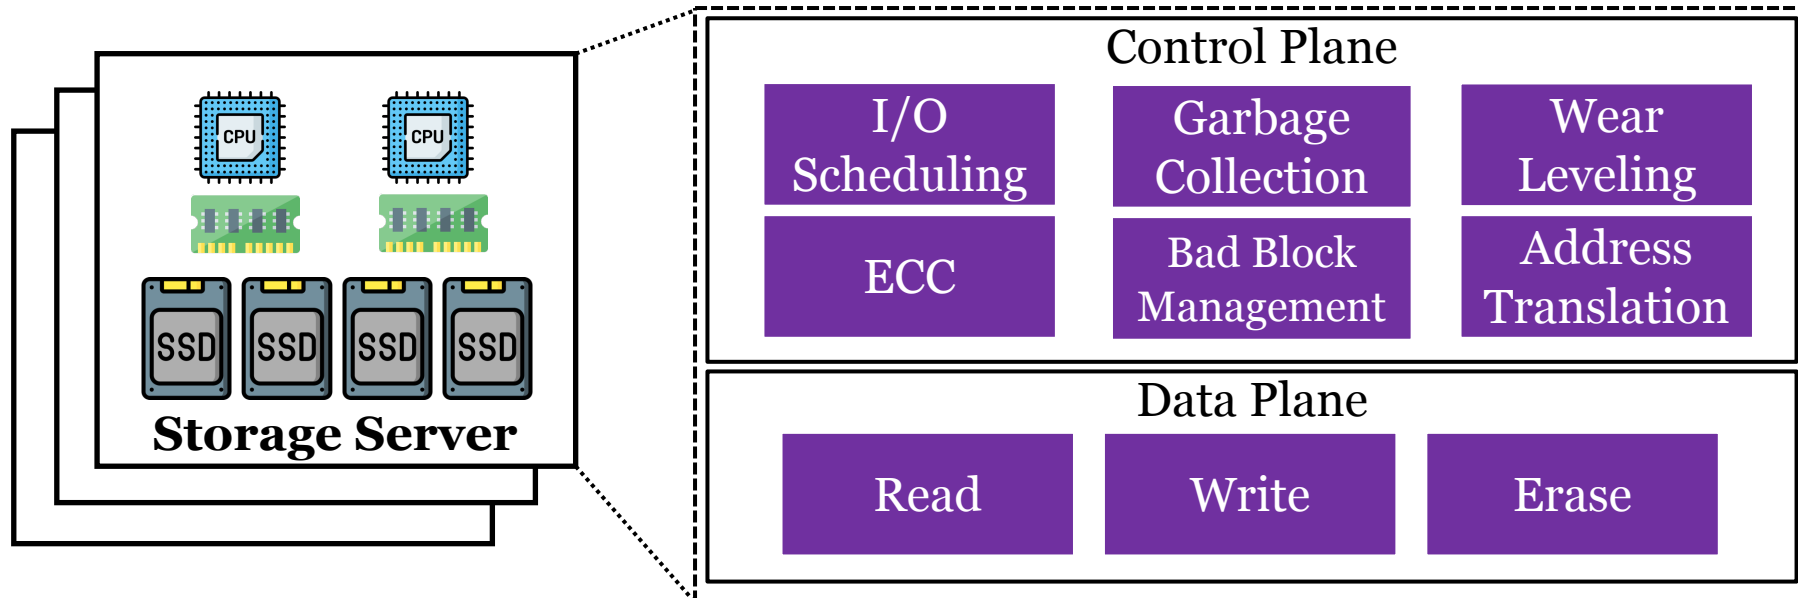 CPU
CPU
SSD
SSD
SSD
SSD
Storage Server
Control Plane
I/O
Scheduling
Garbage
Collection
Wear
Leveling
ECC
Bad Block
Management
Address
Translation
Data Plane
Read
Write
Erase